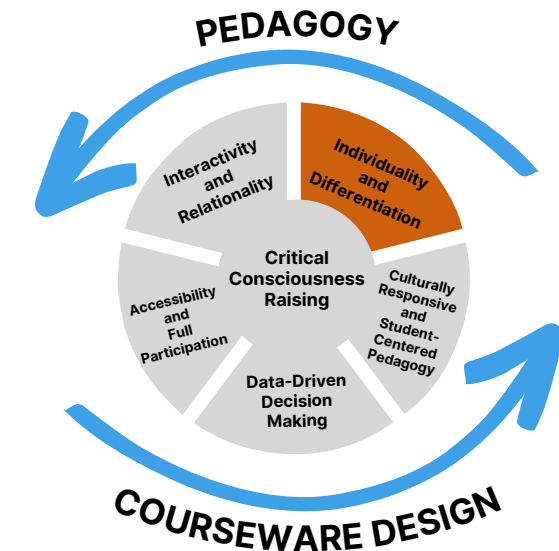 PEDAGOGY
Interactivity
and
Relationality
Individuality
and
Differentiation
Critical
Consciousness
Raising
Accessibility
and
Full
Participation
Culturally
Responsive
and
Student-
Centered
Pedagogy
Data-Driven
Decision
Making
COURSEWARE DESIGN